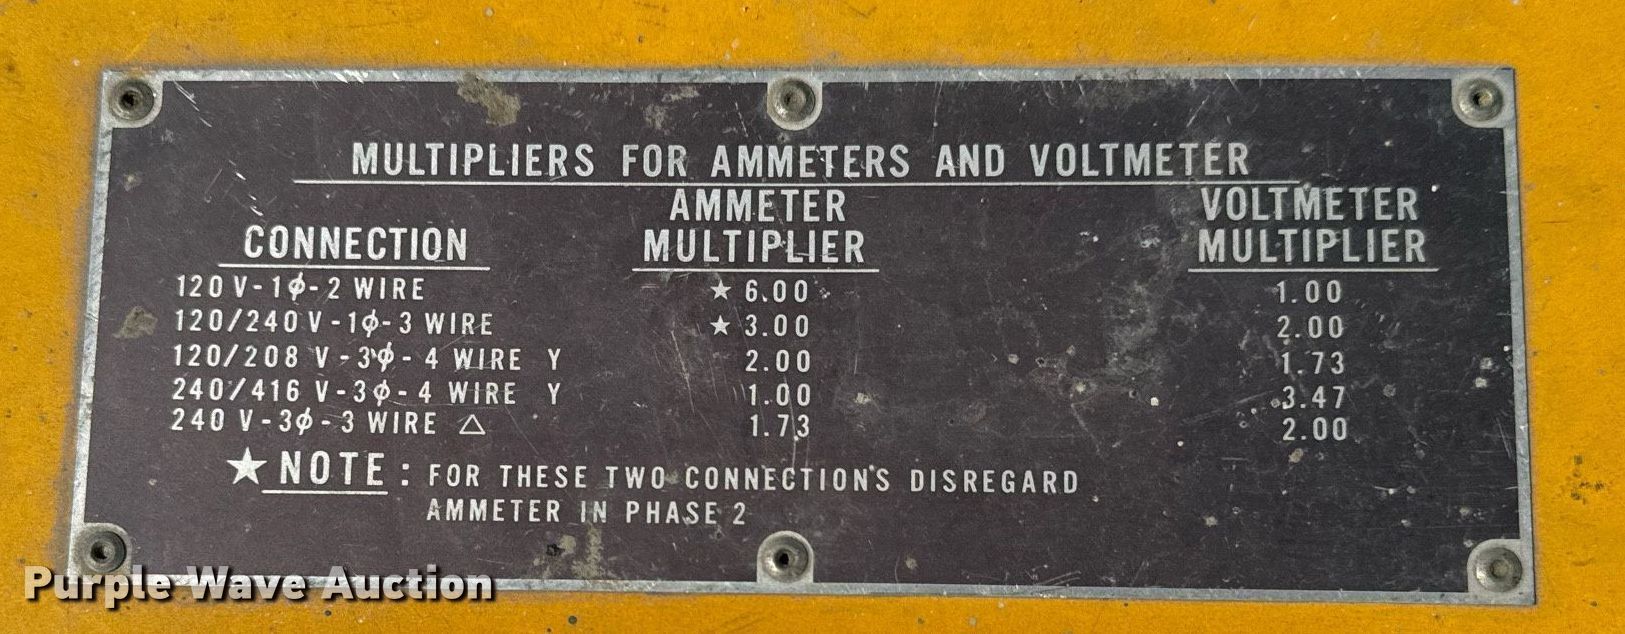 MULTIPLIERS FOR AMMETERS AND VOLTMETER
CONNECTION AMMETER MULTIPLIER VOLTMETER MULTIPLIER
120 V-1ϕ-2 WIRE ★ 6.00 1.00
120/240 V-1ϕ-3 WIRE ★ 3.00 2.00
120/208 V-3ϕ-4 WIRE Y 2.00 1.73
240/416 V-3ϕ-4 WIRE Y 1.00 3.47
240 V-3ϕ-3 WIRE △ 1.73 2.00
★ NOTE: FOR THESE TWO CONNECTION'S DISREGARD
AMMETER IN PHASE 2
Purple Wave Auction